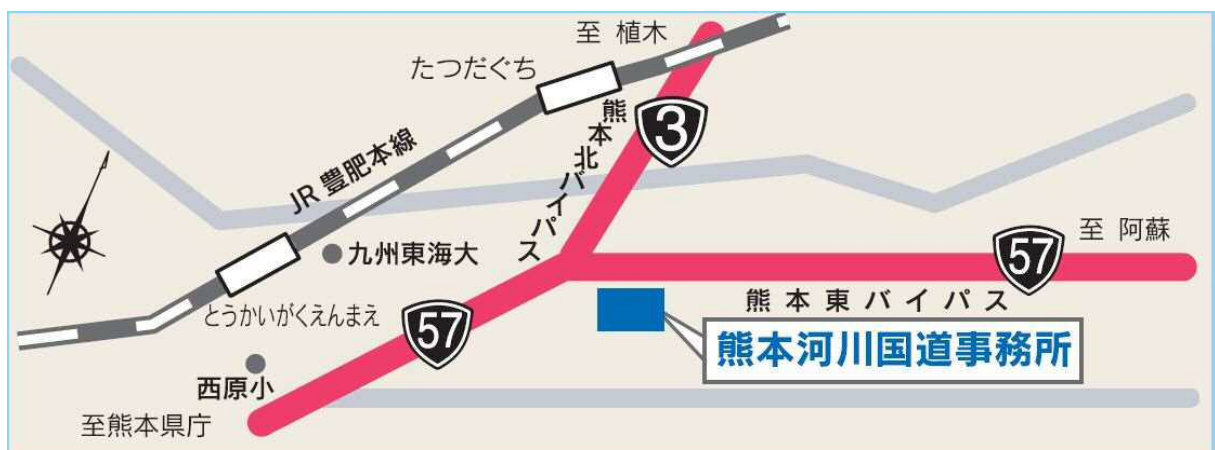 至 植木
たつだぐち
3
熊本北バイパス
JR 豊肥本線
九州東海大
至 阿蘇
57
熊本東バイパス
とうかいがくえんまえ
57
熊本河川国道事務所
西原小
至熊本県庁